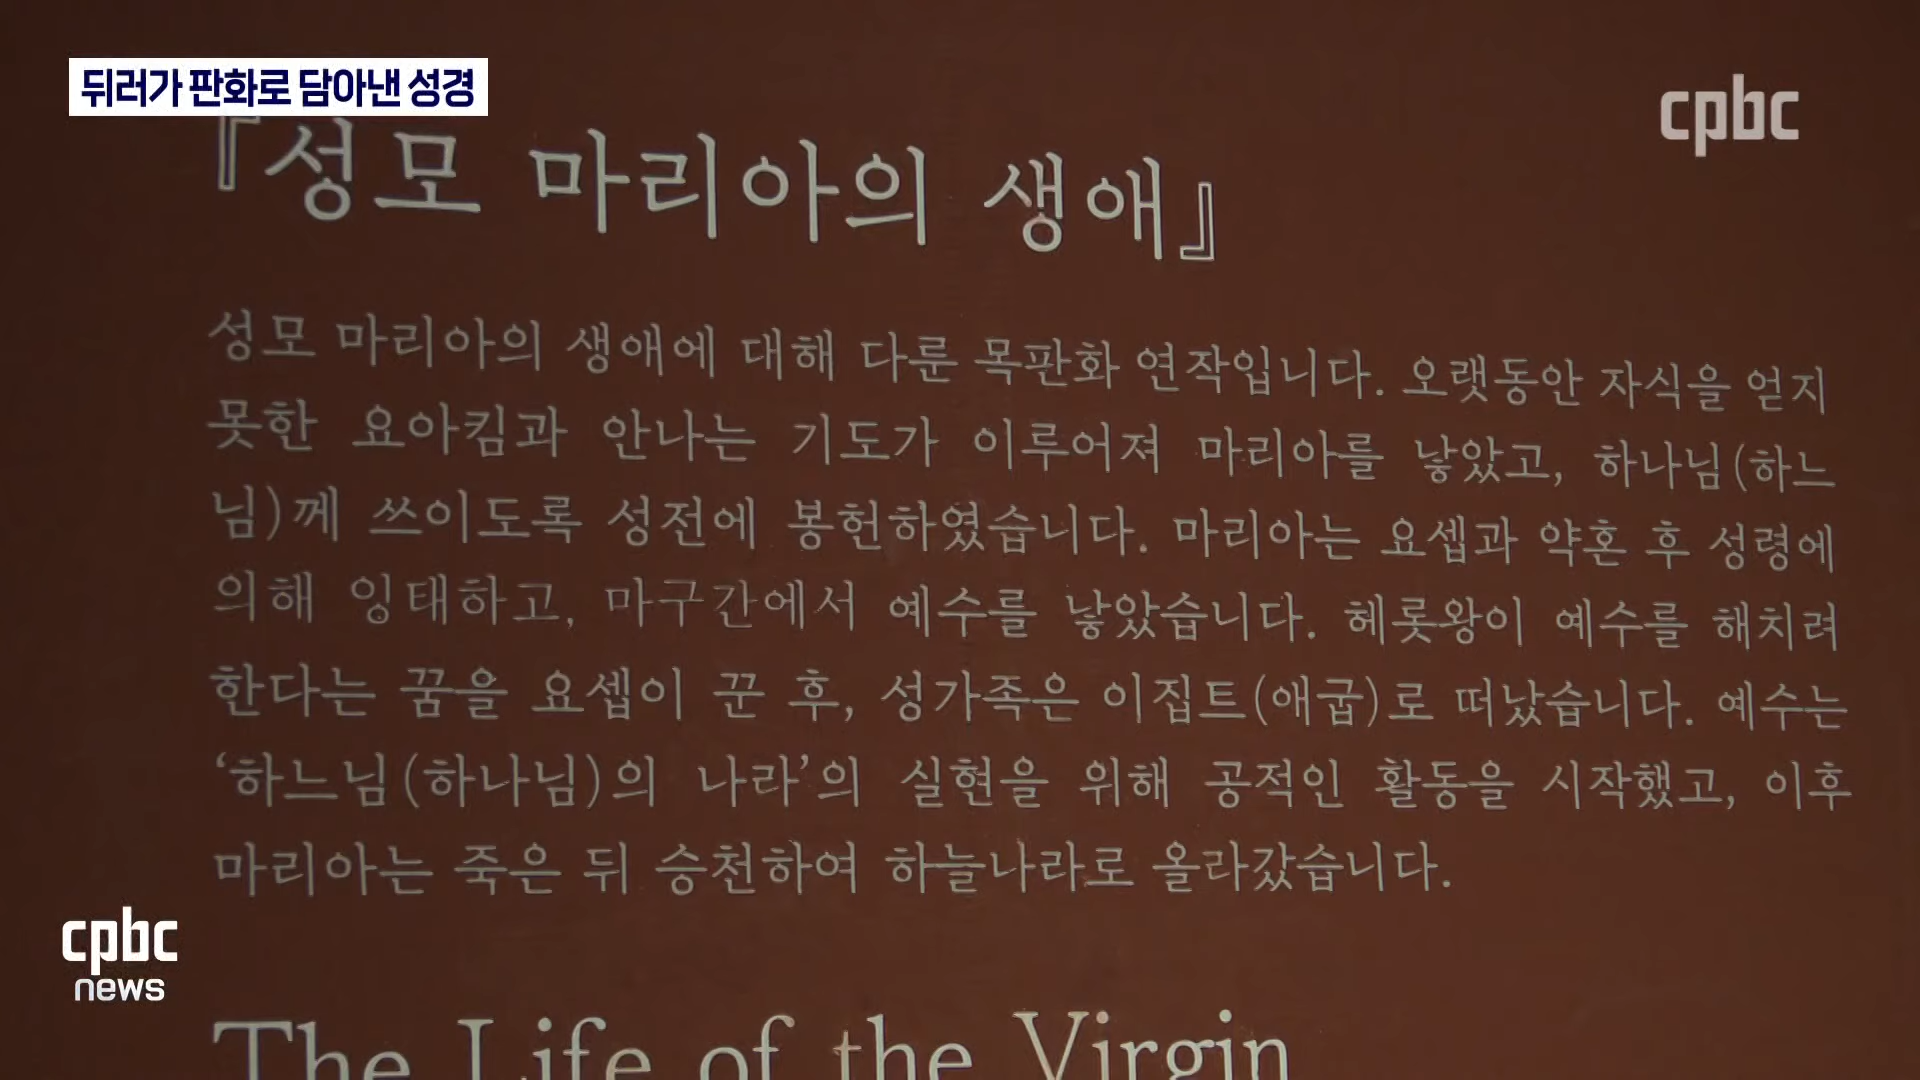 뒤러가 판화로 담아낸 성경
cpbc
『성모 마리아의 생애』
성모 마리아의 생애에 대해 다룬 목판화 연작입니다. 오랫동안 자식을 얻지
못한 요아킴과 안나는 기도가 이루어져 마리아를 낳았고, 하나님(하느
님)께 쓰이도록 성전에 봉헌하였습니다. 마리아는 요셉과 약혼 후 성령에
의해 잉태하고, 마구간에서 예수를 낳았습니다. 헤롯왕이 예수를 해치려
한다는 꿈을 요셉이 꾼 후, 성가족은 이집트(애굽)로 떠났습니다. 예수는
‘하느님(하나님)의 나라’의 실현을 위해 공적인 활동을 시작했고, 이후
마리아는 죽은 뒤 승천하여 하늘나라로 올라갔습니다.
cpbc
news
The Life of the Virgin